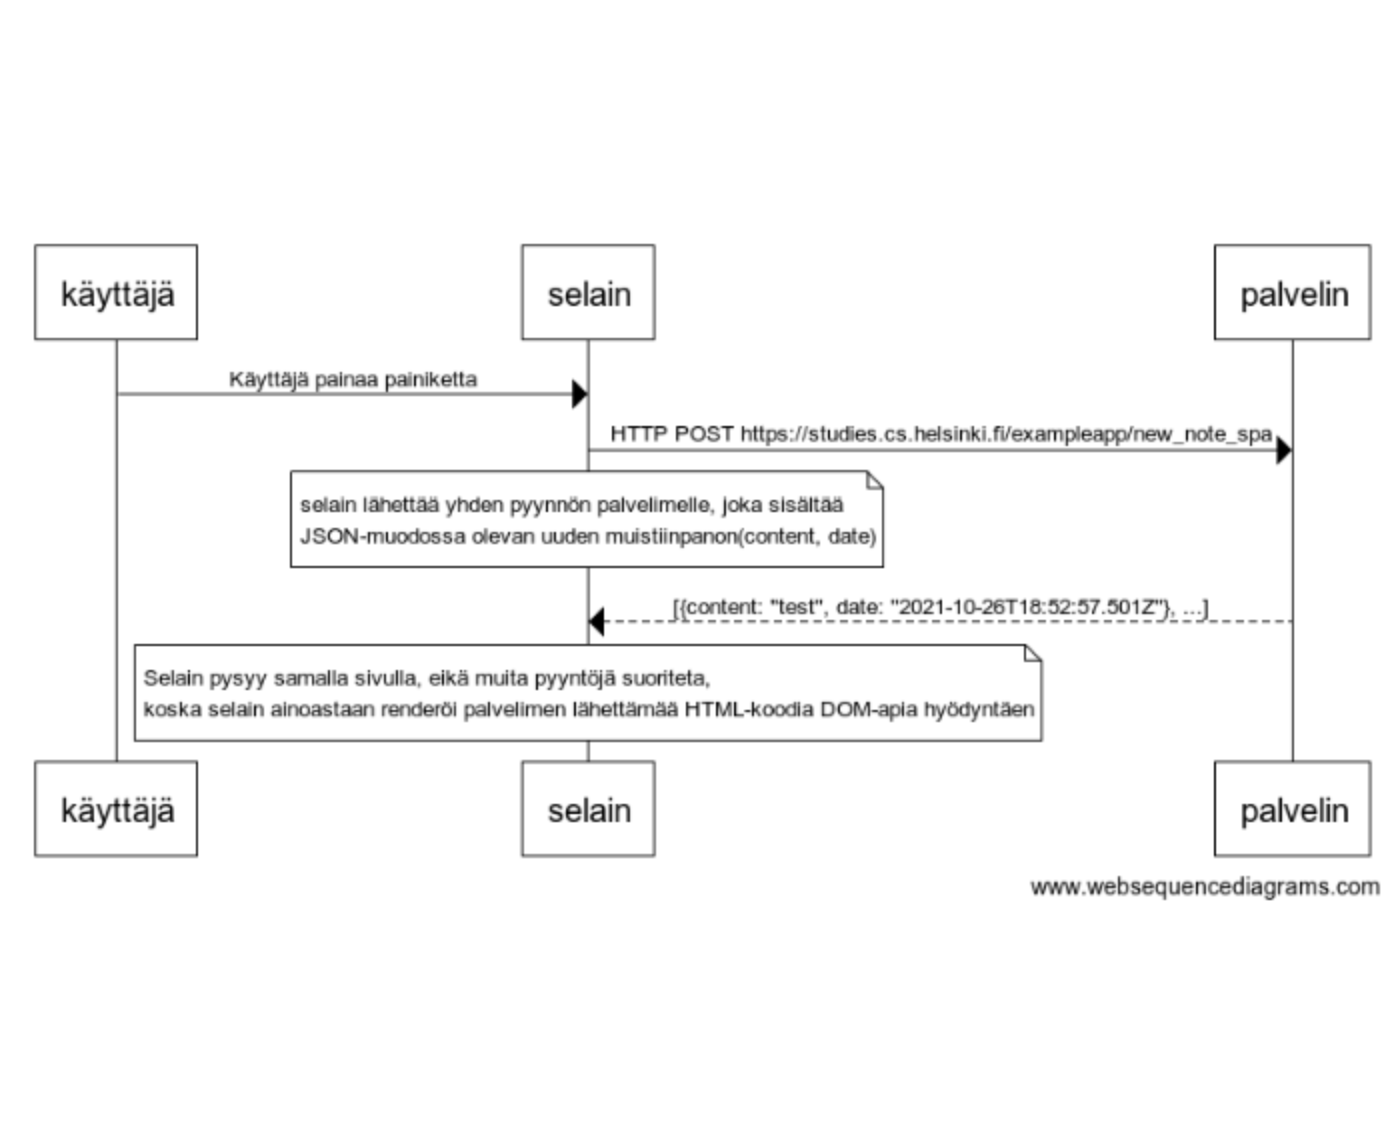 käyttäjä
selain
palvelin
Käyttäjä painaa painiketta
HTTP POST https://studies.cs.helsinki.fi/exampleapp/new_note_spa
selain lähettää yhden pyynnön palvelimelle, joka sisältää
JSON-muodossa olevan uuden muistiinpanon(content, date)
[{content: "test", date: "2021-10-26T18:52:57.501Z"}, ...]
Selain pysyy samalla sivulla, eikä muita pyyntöjä suoriteta,
koska selain ainoastaan renderöi palvelimen lähettämää HTML-koodia DOM-apia hyödyntäen
käyttäjä
selain
palvelin
www.websequencediagrams.com